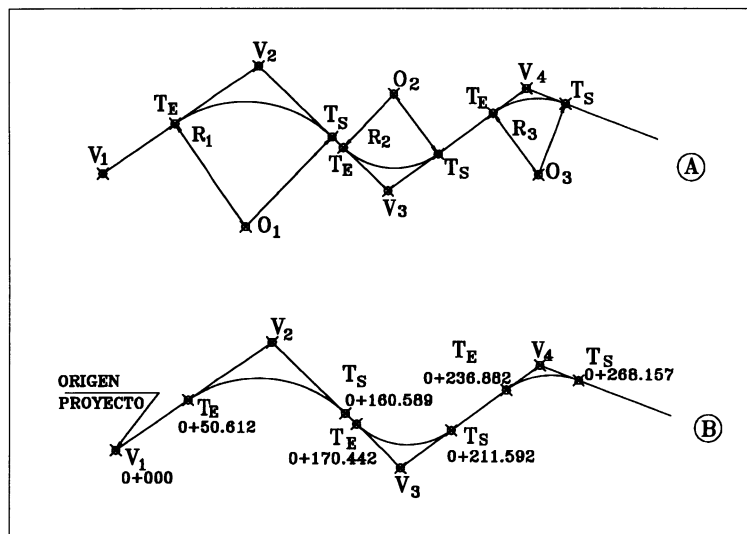 V2
O2
V4
TE
TS
TE
TS
R1
R2
R3
TE
TS
V1
V3
O3
A
O1
V2
ORIGEN
PROYECTO
TE
0+50.612
TS
0+160.589
TE
0+170.442
TE
0+236.882
V4
TS
0+268.157
TS
0+211.592
V1
0+000
V3
B